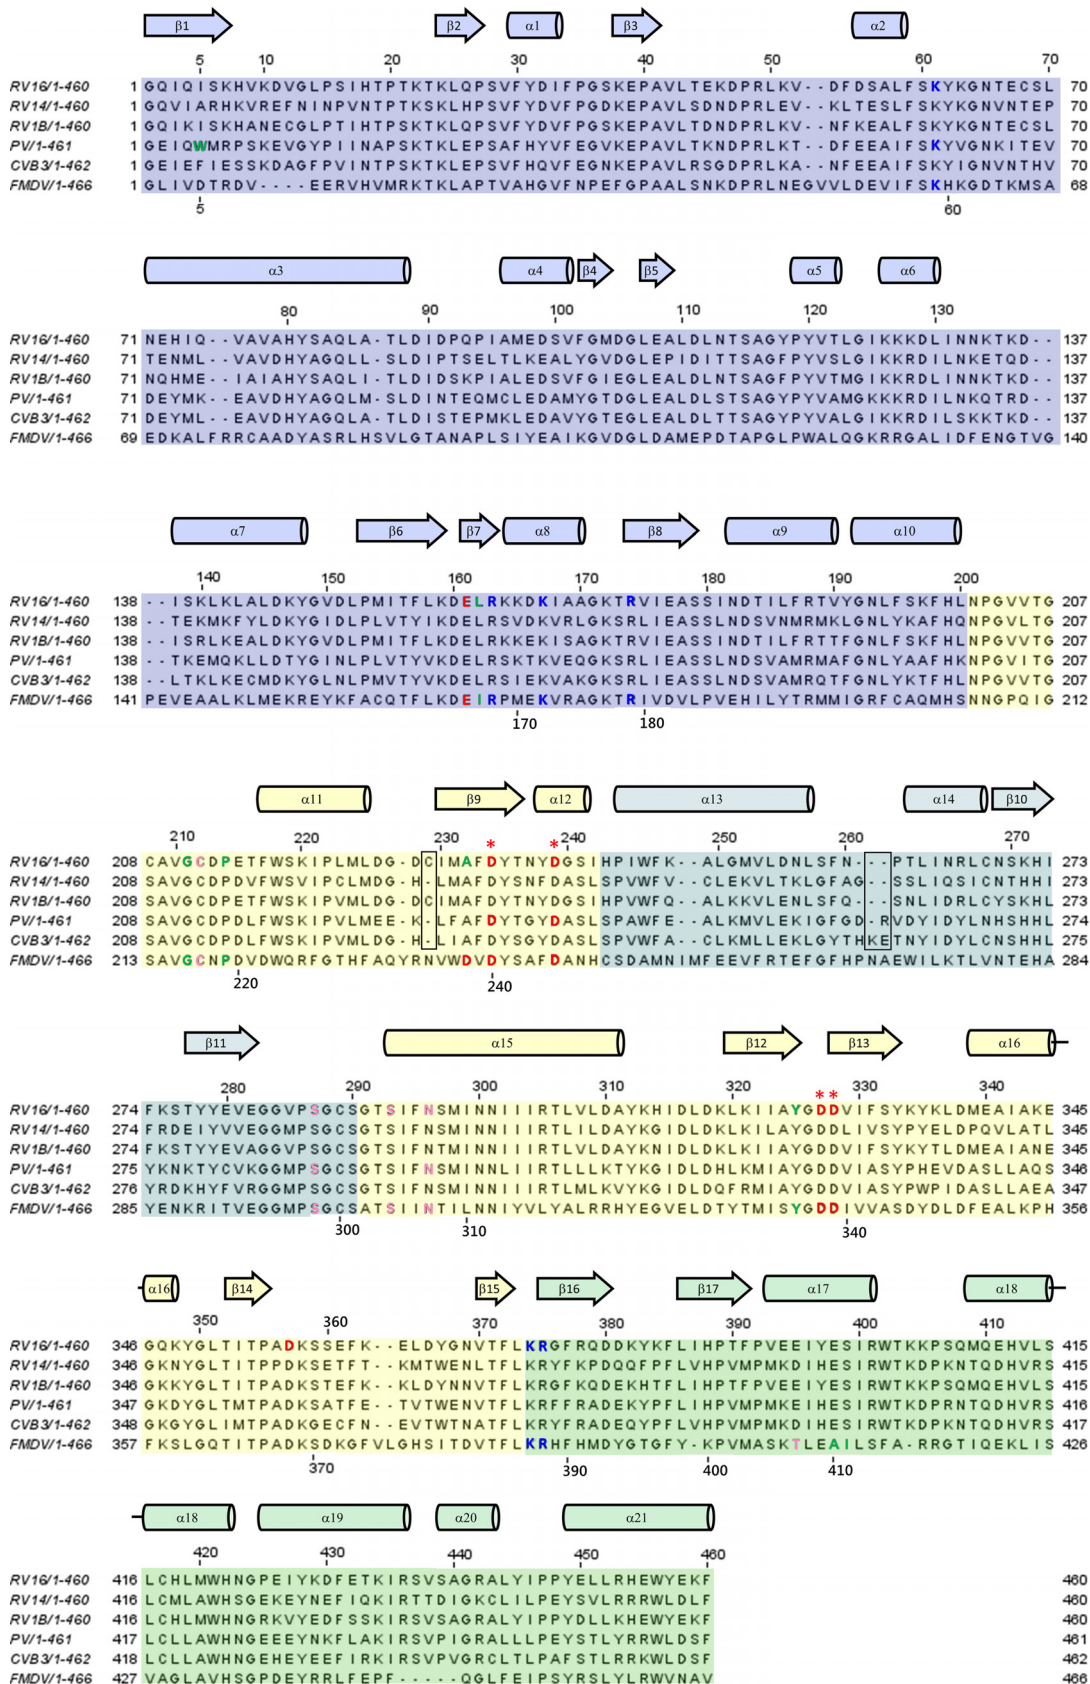 β1 β2 α1 β3 α2
5 10 20 30 40 50 60 70
RV16/1-460 1 GQIQISKHVKDVGLPSIHTPTKTKLQPSVFYDIFPGSKEPAVLTEKDPRLKV--DFDSALFSKYKGNTECSL 70
RV14/1-460 1 GQVIARHKVREFNINPVNTPTKSKLHPSVFYDVFPGDKEPAVLSDNDPRLEV--KLTESLFSKYKGNVNTEP 70
RV1B/1-460 1 GQIKISKHANECGLPTIHTPSKTKLQPSVFYDVFPGSKEPAVLTDNDPRLKV--NFKEALFSKYKGNTECSL 70
PV/1-461 1 GEIQWMRPSKEVGYPIINAPSKTKLEPSAFHYVFEGVKEPAVLTKNDPRLKT--DFEEAIFSKYVGNKITEV 70
CVB3/1-462 1 GEIEFIESSKDAGFPVINTPSKTKLEPSVFHQVFEGNKEPAVLRSGDPRLKA--NFEEAIFSKYIGNVNTHV 70
FMDV/1-466 1 GLIVDTRDV----EERVHVMRKTKLAPTVAHGVFNPEFGPAALSNKDPRLNEGVVLDEVIFSKHKGDTKMSA 68
5 60
α3 α4 β4 β5 α5 α6
80 90 100 110 120 130
RV16/1-460 71 NEHIQ--VAVAHYSAQLA-TLDIDPQPIAMEDSVFGMDGLEALDLNTSAGYPYVTLGIKKKDLINNKTKD-- 137
RV14/1-460 71 TENML--VAVDHYAGQLL-SLDIPTSELTLKEALYGVDGLEPIDITTSAGFPYVSLGIKKRDILNKETQD-- 137
RV1B/1-460 71 NQHME--IAIAHYSAQLI-TLDIDSKPIALEDSVFGIEGLEALDLNTSAGFPYVTMGIKKRDLINNKTKD-- 137
PV/1-461 71 DEYMK--EAVDHYAGQLM-SLDINTEQMCLEDAMYGTDGLEALDLSTSAGYPYVAMGKKKRDILNKQTRD-- 137
CVB3/1-462 71 DEYML--EAVDHYAGQLA-TLDISTEPMKLEDAVYGTEGLEALDLTTSAGYPYVALGIKKRDILSKKTKD-- 137
FMDV/1-466 69 EDKALFRRCAADYASRLHSVLGTANAPLSIYEAIKGVDGLDAMEPDTAPGLPWALQGKRRGALIDFENGTVG 140
α7 β6 β7 α8 β8 α9 α10
140 150 160 170 180 190 200
RV16/1-460 138 --ISKLKLALDKYGVDLPMITFLKDELRKKDKIAAGKTRVIEASSINDTILFRTVYGNLFSKFHLNPGVVTG 207
RV14/1-460 138 --TEKMKFYLDKYGIDLPLVTYIKDELRSVDKVRLGKSRLIEASSLNDSVNMRMKLGNLYKAFHQNPGVLTG 207
RV1B/1-460 138 --ISRLKEALDKYGVDLPMITFLKDELRKKEKISAGKTRVIEASSINDTILFRTTFGNLFSKFHLNPGVVTG 207
PV/1-461 138 --TKEMQKLLDTYGINLPLVTYVKDELRSKTKVEQGKSRLIEASSLNDSVAMRMAFGNLYAAFHKNPGVITG 207
CVB3/1-462 138 --LTKLKECMDKYGLNLPMVTYVKDELRSIEKVAKGKSRLIEASSLNDSVAMRQTFGNLYKTFHLNPGVVTG 207
FMDV/1-466 141 PEVEAALKLMEKREYKFACQTFLKDEIRPMEKVRAGKTRIVDVLPVEHILYTRMMIGRFCAQMHSNNGPQIG 212
170 180
α11 β9 α12 α13 α14 β10
210 220 230 240 250 260 270
* *
RV16/1-460 208 CAVGCDPETFWSKIPLMLDG-DCIMAFDYTNYDGSIHPIWFK--ALGMVLDNLSFN---PTLINRLCNSKHI 273
RV14/1-460 208 SAVGCDPDVFWSVIPCLMDG-H-LMAFDYSNFDASLSPVWFV--CLEKVLTKLGFAG--SSLIQSICNTHHI 273
RV1B/1-460 208 SAVGCDPETFWSKIPVMLDG-DCIMAFDYTNYDGSIHPVWFQ--ALKKVLENLSFQ---SNLIDRLCYSKHL 273
PV/1-461 208 SAVGCDPDLFWSKIPVLMEE-K-LFAFDYTGYDASLSPAWFE--ALKMVLEKIGFGD-RVDYIDYLNHSHHL 274
CVB3/1-462 208 SAVGCDPDLFWSKIPVMLDG-H-LIAFDYSGYDASLSPVWFA--CLKMLLEKLGYTHKETNYIDYLCNSHHL 275
FMDV/1-466 213 SAVGCNPDVDWQRFGTHFAQYRNVWDVDYSAFDANHCSDAMNIMFEEVFRTEFGFHPNAEWILKTLVNTEHA 284
220 240
β11 α15 β12 β13 α16
280 290 300 310 320 330 340
**
RV16/1-460 274 FKSTYYEVEGGVPSGCSGTSIFNSMINNIIIRTLVLDAYKHIDLDKLKIIAYGDDVIFSYKYKLDMEAIAKE 345
RV14/1-460 274 FRDEIYVVEGGMPSGCSGTSIFNSMINNIIIRTLILDAYKGIDLDKLKILAYGDDLIVSYPYELDPQVLATL 345
RV1B/1-460 274 FKSTYYEVAGGVPSGCSGTSIFNSMINNIIIRTLVLDAYKNIDLDKLKIIAYGDDVIFSYKYTLDMEAIANE 345
PV/1-461 275 YKNKTYCVKGGMPSGCSGTSIFNSMINNLIIRTLLLKTYKGIDLDHLKMIAYGDDVIASYPHEVDASLLAQS 346
CVB3/1-462 276 YRDKHYFVRGGMPSGCSGTSIFNSMINNIIIRTLMLKVYKGIDLDQFRMIAYGDDVIASYPWPIDASLLAEA 347
FMDV/1-466 285 YENKRITVEGGMPSGCSATSIINTILNNIYVLYALRRHYEGVELDTYTMISYGDDIVVASDYDLDFEALKPH 356
300 310 340
α16 β14 β15 β16 β17 α17 α18
350 360 370 380 390 400 410
RV16/1-460 346 GQKYGLTITPADKSSEFK--ELDYGNVTFLKRGFRQDDKYKFLIHPTFPVEEIYESIRWTKKPSQMQEHVLS 415
RV14/1-460 346 GKNYGLTITPPDKSETFT--KMTWENLTFLKRYFKPDQQFPFLVHPVMPMKDIHESIRWTKDPKNTQDHVRS 415
RV1B/1-460 346 GKKYGLTITPADKSTEFK--KLDYNNVTFLKRGFKQDEKHTFLIHPTFPVEEIYESIRWTKKPSQMQEHVLS 415
PV/1-461 347 GKDYGLTMTPADKSATFE--TVTWENVTFLKRFFRADEKYPFLIHPVMPMKEIHESIRWTKDPRNTQDHVRS 416
CVB3/1-462 348 GKGYGLIMTPADKGECFN--EVTWTNATFLKRYFRADEQYPFLVHPVMPMKDIHESIRWTKDPKNTQDHVRS 417
FMDV/1-466 357 FKSLGQTITPADKSDKGFVLGHSITDVTFLKRHFHMDYGTGFY-KPVMASKTLEAILSFA-RRGTIQEKLIS 426
370 390 400 410
α18 α19 α20 α21
420 430 440 450 460
RV16/1-460 416 LCHLMWHNGPEIYKDFETKIRSVSAGRALYIPPYELLRHEWYEKF 460
RV14/1-460 416 LCMLAWHSGEKEYNEFIQKIRTTDIGKCLILPEYSVLRRRWLDLF 460
RV1B/1-460 416 LCHLMWHNGRKVYEDFSSKIRSVSAGRALYIPPYDLLKHEWYEKF 460
PV/1-461 417 LCLLAWHNGEEEYNKFLAKIRSVPIGRALLLPEYSTLYRRWLDSF 461
CVB3/1-462 418 LCLLAWHNGEHEYEEFIRKIRSVPVGRCLTLPAFSTLRRKWLDSF 462
FMDV/1-466 427 VAGLAVHSGPDEYRRLFEPF-----QGLFEIPSYRSLYLRWVNAV 466